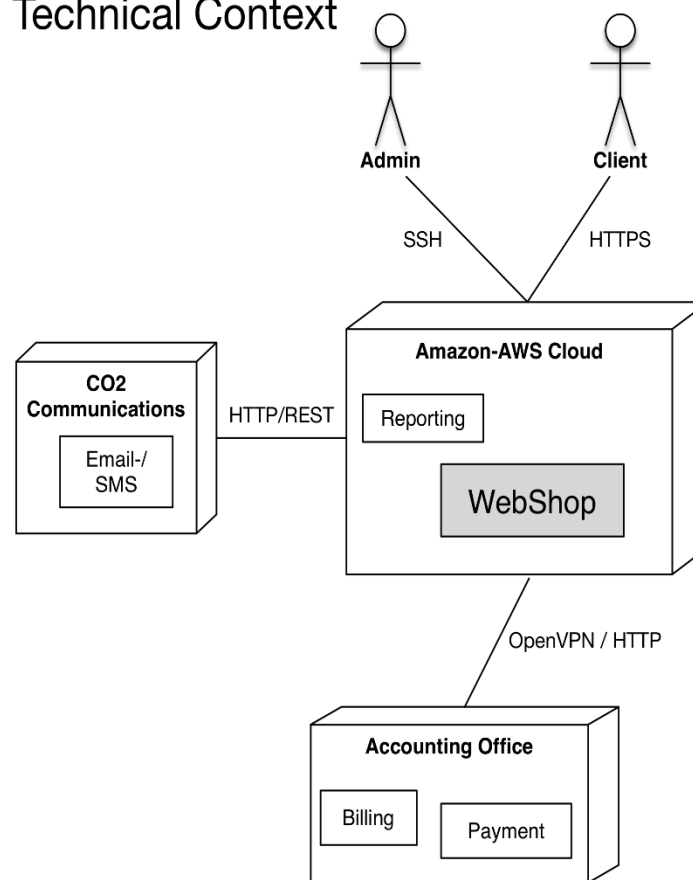 Technical Context
Admin
Client
SSH
HTTPS
Amazon-AWS Cloud
CO2
Communications
HTTP/REST
Reporting
Email-/
SMS
WebShop
OpenVPN / HTTP
Accounting Office
Billing
Payment